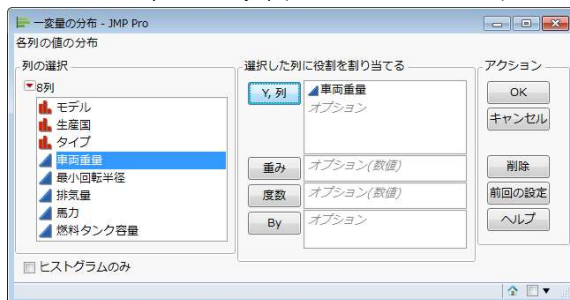 一変量の分布 - JMP Pro
各列の値の分布
列の選択
8列
モデル
生産国
タイプ
車両重量
最小回転半径
排気量
馬力
燃料タンク容量
ヒストグラムのみ
選択した列に役割を割り当てる
Y, 列
車両重量
オプション
重み
オプション(数値)
度数
オプション(数値)
By
オプション
アクション
OK
キャンセル
削除
前回の設定
ヘルプ